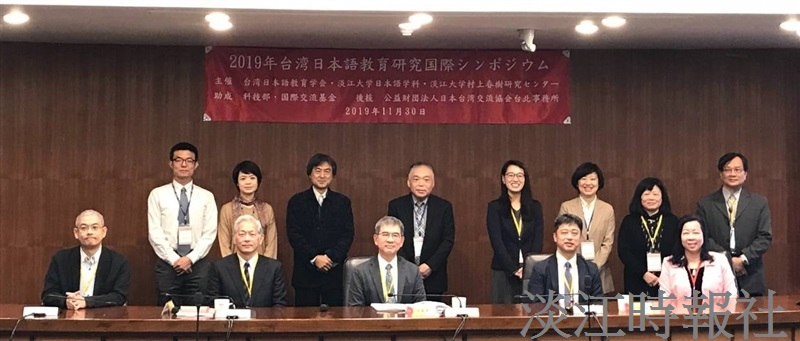 2019年台湾日本語教育研究国際シンポジウム
主催　台湾日本語教育学会・淡江大学日本語学科・淡江大学村上春樹研究センター
助成　科技部・国際交流基金　後援　公益財団法人日本台湾交流協会台北事務所
2019年11月30日
淡江時報社